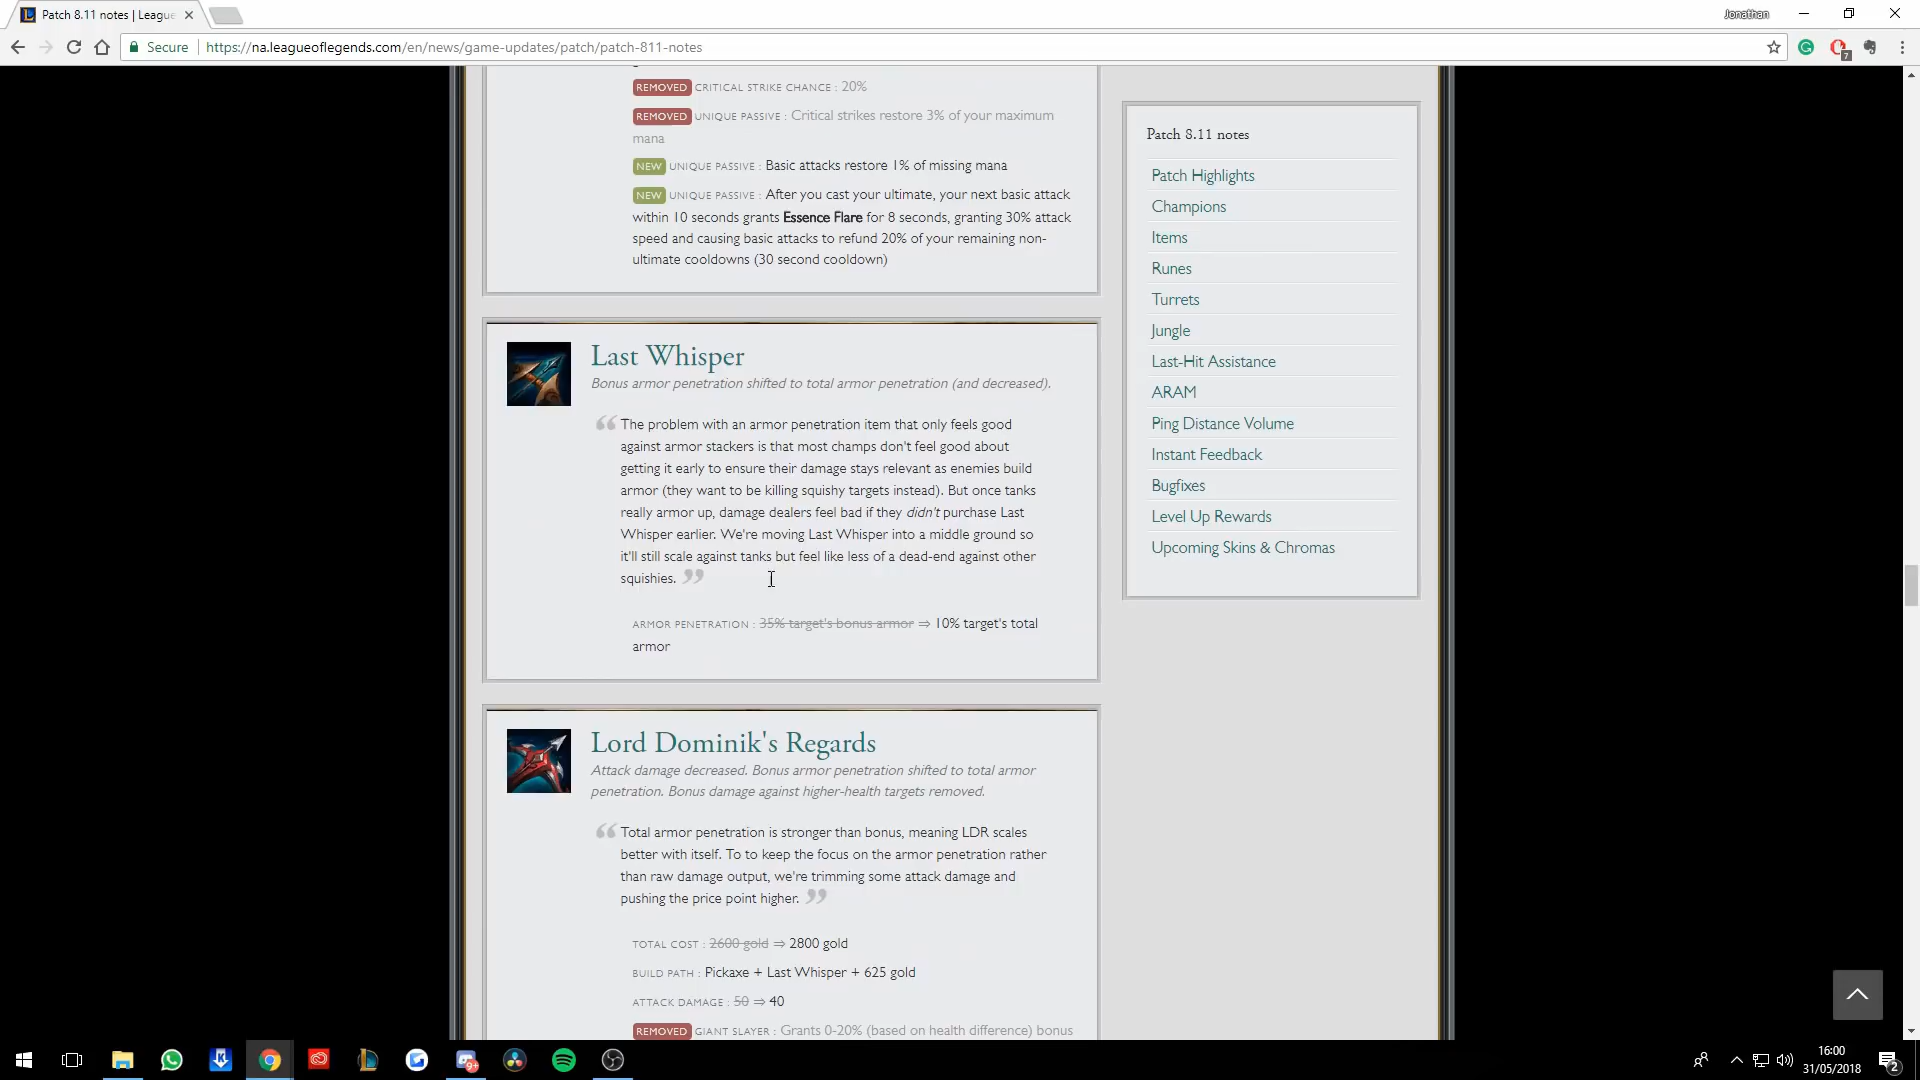 Patch 8.11 notes | Leagu
Jonathan
Secure
https://na.leagueoflegends.com/en/news/game-updates/patch/patch-811-notes
7
REMOVED CRITICAL STRIKE CHANCE : 20%
REMOVED UNIQUE PASSIVE : Critical strikes restore 3% of your maximum
mana
NEW UNIQUE PASSIVE : Basic attacks restore 1% of missing mana
NEW UNIQUE PASSIVE : After you cast your ultimate, your next basic attack
within 10 seconds grants Essence Flare for 8 seconds, granting 30% attack
speed and causing basic attacks to refund 20% of your remaining non-
ultimate cooldowns (30 second cooldown)
Last Whisper
Bonus armor penetration shifted to total armor penetration (and decreased).
“ The problem with an armor penetration item that only feels good
against armor stackers is that most champs don't feel good about
getting it early to ensure their damage stays relevant as enemies build
armor (they want to be killing squishy targets instead). But once tanks
really armor up, damage dealers feel bad if they didn't purchase Last
Whisper earlier. We're moving Last Whisper into a middle ground so
it'll still scale against tanks but feel like less of a dead-end against other
squishies. ”
ARMOR PENETRATION : 35% target's bonus armor ⇒ 10% target's total
armor
Lord Dominik's Regards
Attack damage decreased. Bonus armor penetration shifted to total armor
penetration. Bonus damage against higher-health targets removed.
“ Total armor penetration is stronger than bonus, meaning LDR scales
better with itself. To to keep the focus on the armor penetration rather
than raw damage output, we're trimming some attack damage and
pushing the price point higher. ”
TOTAL COST : 2600 gold ⇒ 2800 gold
BUILD PATH : Pickaxe + Last Whisper + 625 gold
ATTACK DAMAGE : 50 ⇒ 40
REMOVED GIANT SLAYER : Grants 0-20% (based on health difference) bonus
Patch 8.11 notes
Patch Highlights
Champions
Items
Runes
Turrets
Jungle
Last-Hit Assistance
ARAM
Ping Distance Volume
Instant Feedback
Bugfixes
Level Up Rewards
Upcoming Skins & Chromas
9+
16:00
31/05/2018
2